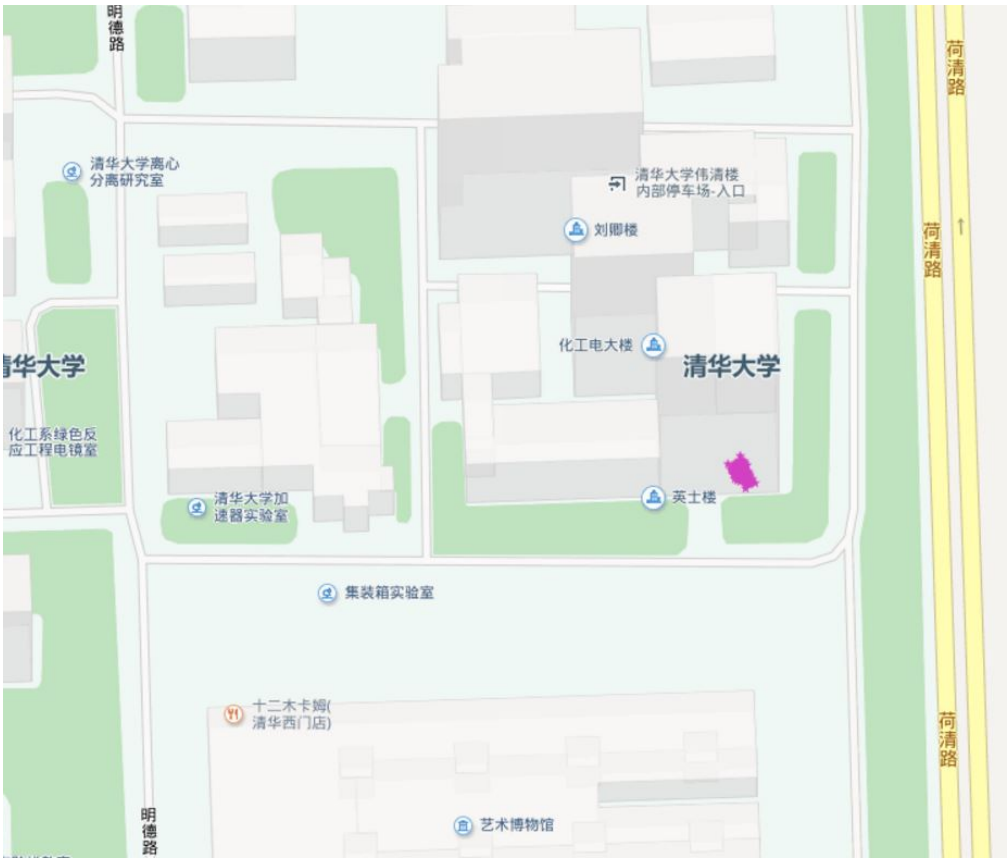 明德路
荷清路
清华大学离心
分离研究室
清华大学伟清楼
内部停车场-入口
刘卿楼
荷清路
化工电大楼
清华大学
清华大学
化工系绿色反
应工程电镜室
清华大学加
速器实验室
英士楼
集装箱实验室
十二木卡姆(
清华西门店)
荷清路
明德路
艺术博物馆